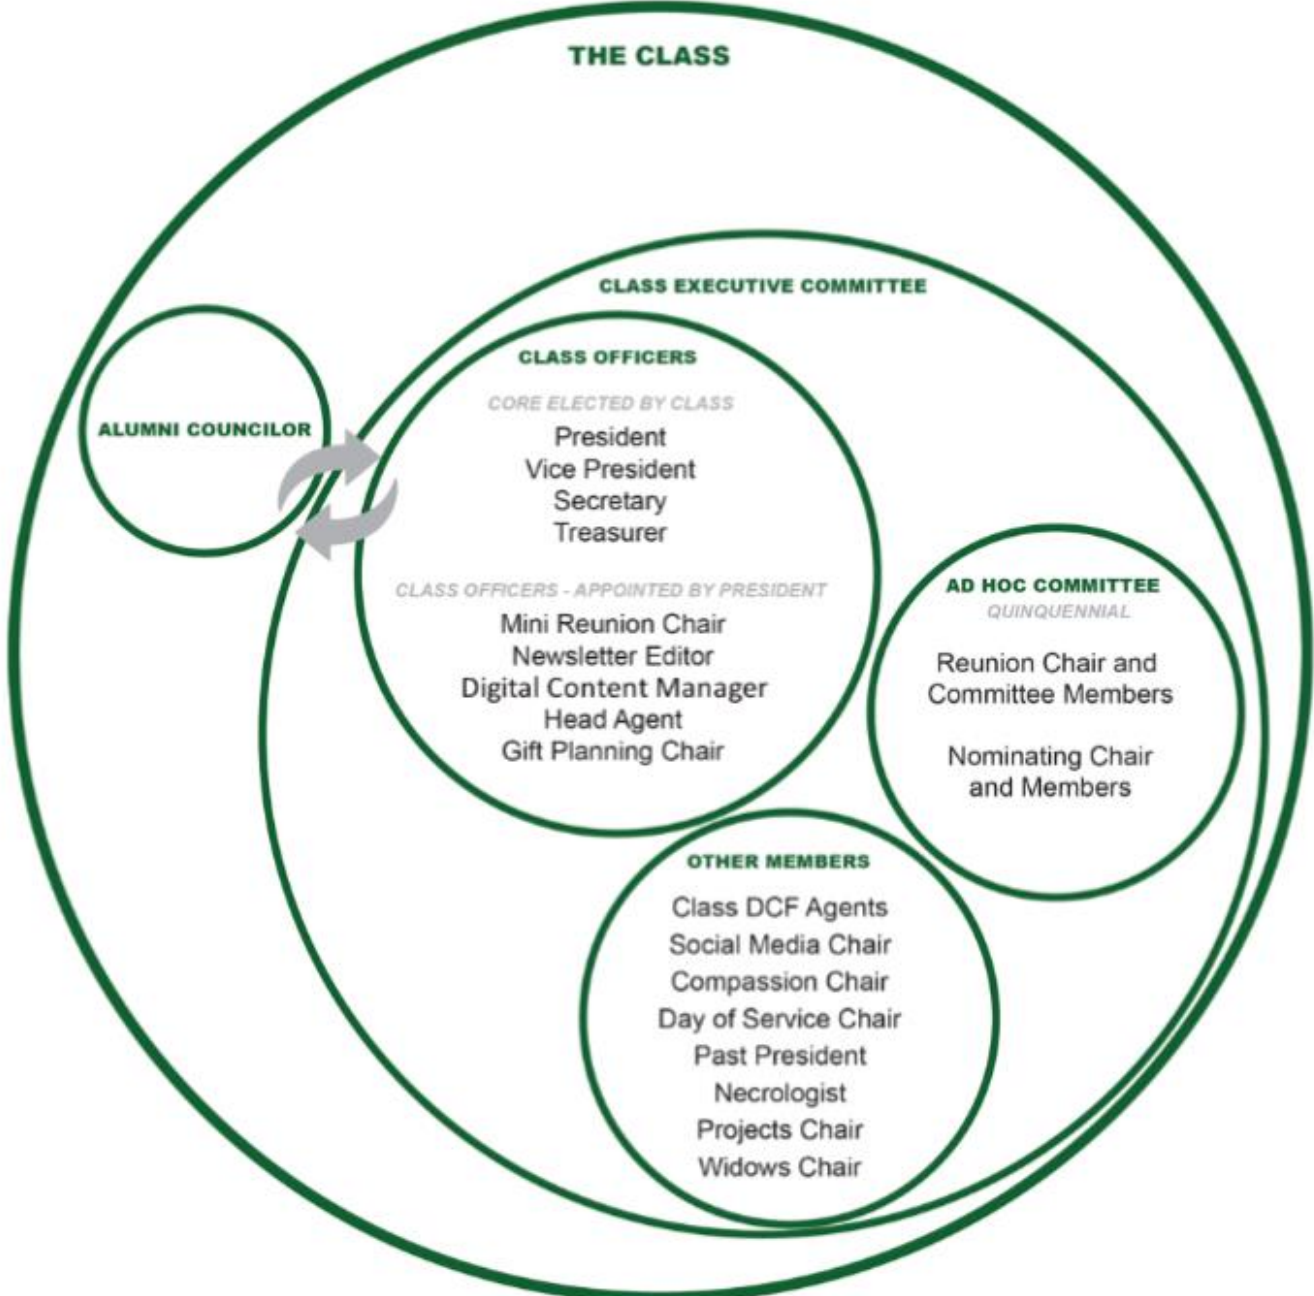 THE CLASS
CLASS EXECUTIVE COMMITTEE
ALUMNI COUNCILOR
CLASS OFFICERS
CORE ELECTED BY CLASS
President
Vice President
Secretary
Treasurer
CLASS OFFICERS - APPOINTED BY PRESIDENT
Mini Reunion Chair
Newsletter Editor
Digital Content Manager
Head Agent
Gift Planning Chair
AD HOC COMMITTEE
QUINQUENNIAL
Reunion Chair and
Committee Members
Nominating Chair
and Members
OTHER MEMBERS
Class DCF Agents
Social Media Chair
Compassion Chair
Day of Service Chair
Past President
Necrologist
Projects Chair
Widows Chair